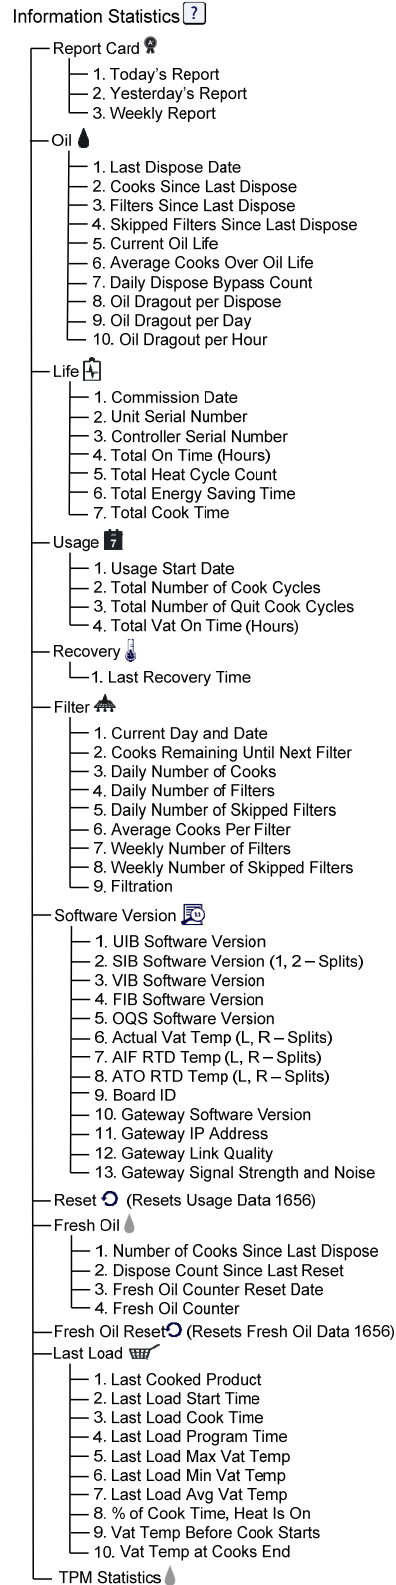 Information Statistics ?
Report Card
1. Today's Report
2. Yesterday's Report
3. Weekly Report
Oil
1. Last Dispose Date
2. Cooks Since Last Dispose
3. Filters Since Last Dispose
4. Skipped Filters Since Last Dispose
5. Current Oil Life
6. Average Cooks Over Oil Life
7. Daily Dispose Bypass Count
8. Oil Dragout per Dispose
9. Oil Dragout per Day
10. Oil Dragout per Hour
Life
1. Commission Date
2. Unit Serial Number
3. Controller Serial Number
4. Total On Time (Hours)
5. Total Heat Cycle Count
6. Total Energy Saving Time
7. Total Cook Time
Usage 7
1. Usage Start Date
2. Total Number of Cook Cycles
3. Total Number of Quit Cook Cycles
4. Total Vat On Time (Hours)
Recovery
1. Last Recovery Time
Filter
1. Current Day and Date
2. Cooks Remaining Until Next Filter
3. Daily Number of Cooks
4. Daily Number of Filters
5. Daily Number of Skipped Filters
6. Average Cooks Per Filter
7. Weekly Number of Filters
8. Weekly Number of Skipped Filters
9. Filtration
Software Version
1. UIB Software Version
2. SIB Software Version (1, 2 – Splits)
3. VIB Software Version
4. FIB Software Version
5. OQS Software Version
6. Actual Vat Temp (L, R – Splits)
7. AIF RTD Temp (L, R – Splits)
8. ATO RTD Temp (L, R – Splits)
9. Board ID
10. Gateway Software Version
11. Gateway IP Address
12. Gateway Link Quality
13. Gateway Signal Strength and Noise
Reset (Resets Usage Data 1656)
Fresh Oil
1. Number of Cooks Since Last Dispose
2. Dispose Count Since Last Reset
3. Fresh Oil Counter Reset Date
4. Fresh Oil Counter
Fresh Oil Reset (Resets Fresh Oil Data 1656)
Last Load
1. Last Cooked Product
2. Last Load Start Time
3. Last Load Cook Time
4. Last Load Program Time
5. Last Load Max Vat Temp
6. Last Load Min Vat Temp
7. Last Load Avg Vat Temp
8. % of Cook Time, Heat Is On
9. Vat Temp Before Cook Starts
10. Vat Temp at Cooks End
TPM Statistics